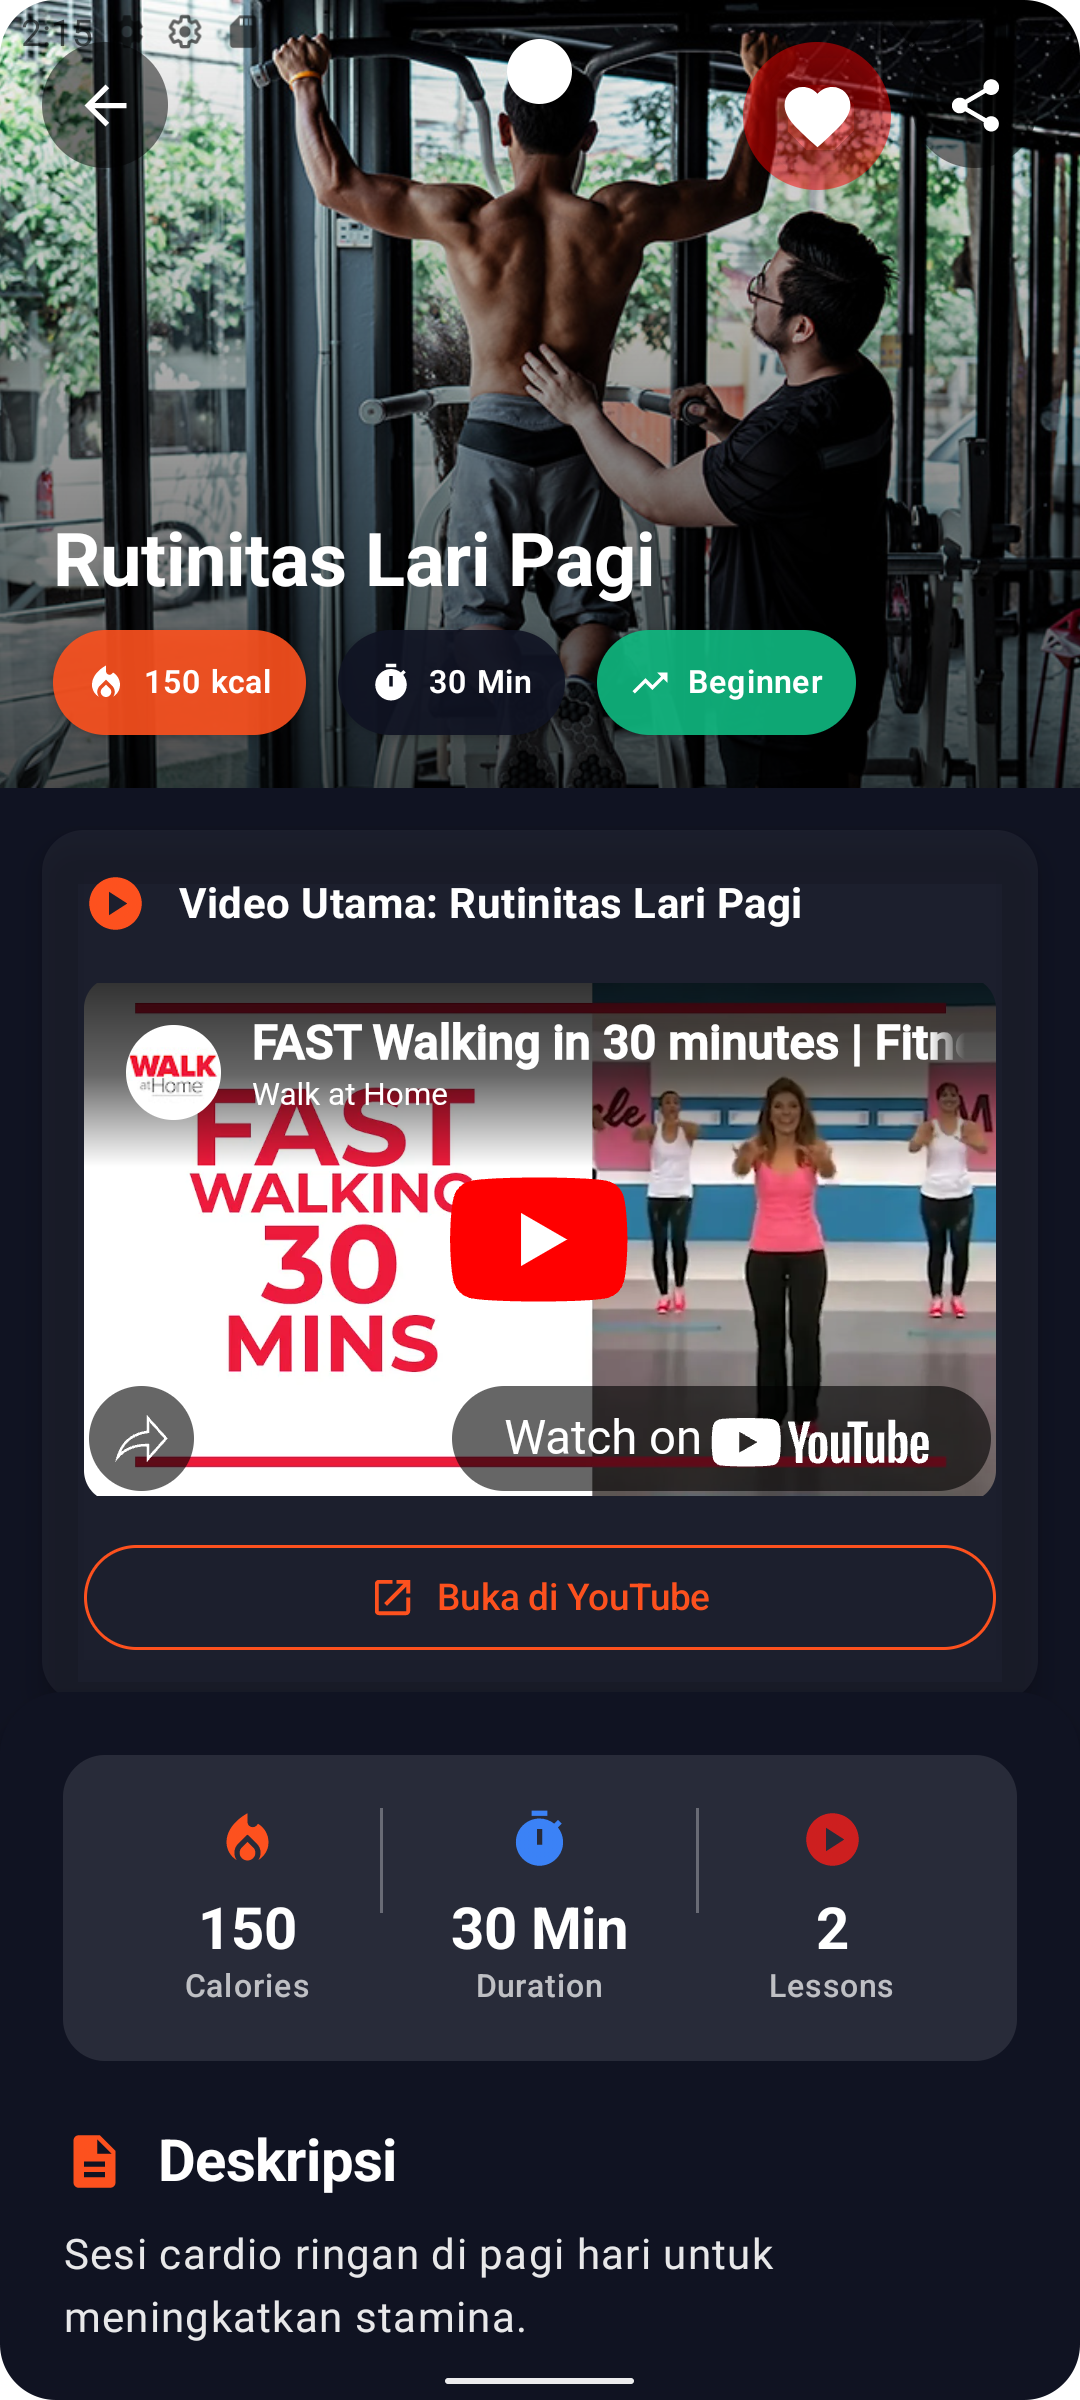 2:15
Rutinitas Lari Pagi
150 kcal
30 Min
Beginner
Video Utama: Rutinitas Lari Pagi
FAST Walking in 30 minutes | Fitn
Walk at Home
WALK
atHome
FAST
WALKING
30
MINS
Watch on YouTube
Buka di YouTube
150
Calories
30 Min
Duration
2
Lessons
Deskripsi
Sesi cardio ringan di pagi hari untuk
meningkatkan stamina.